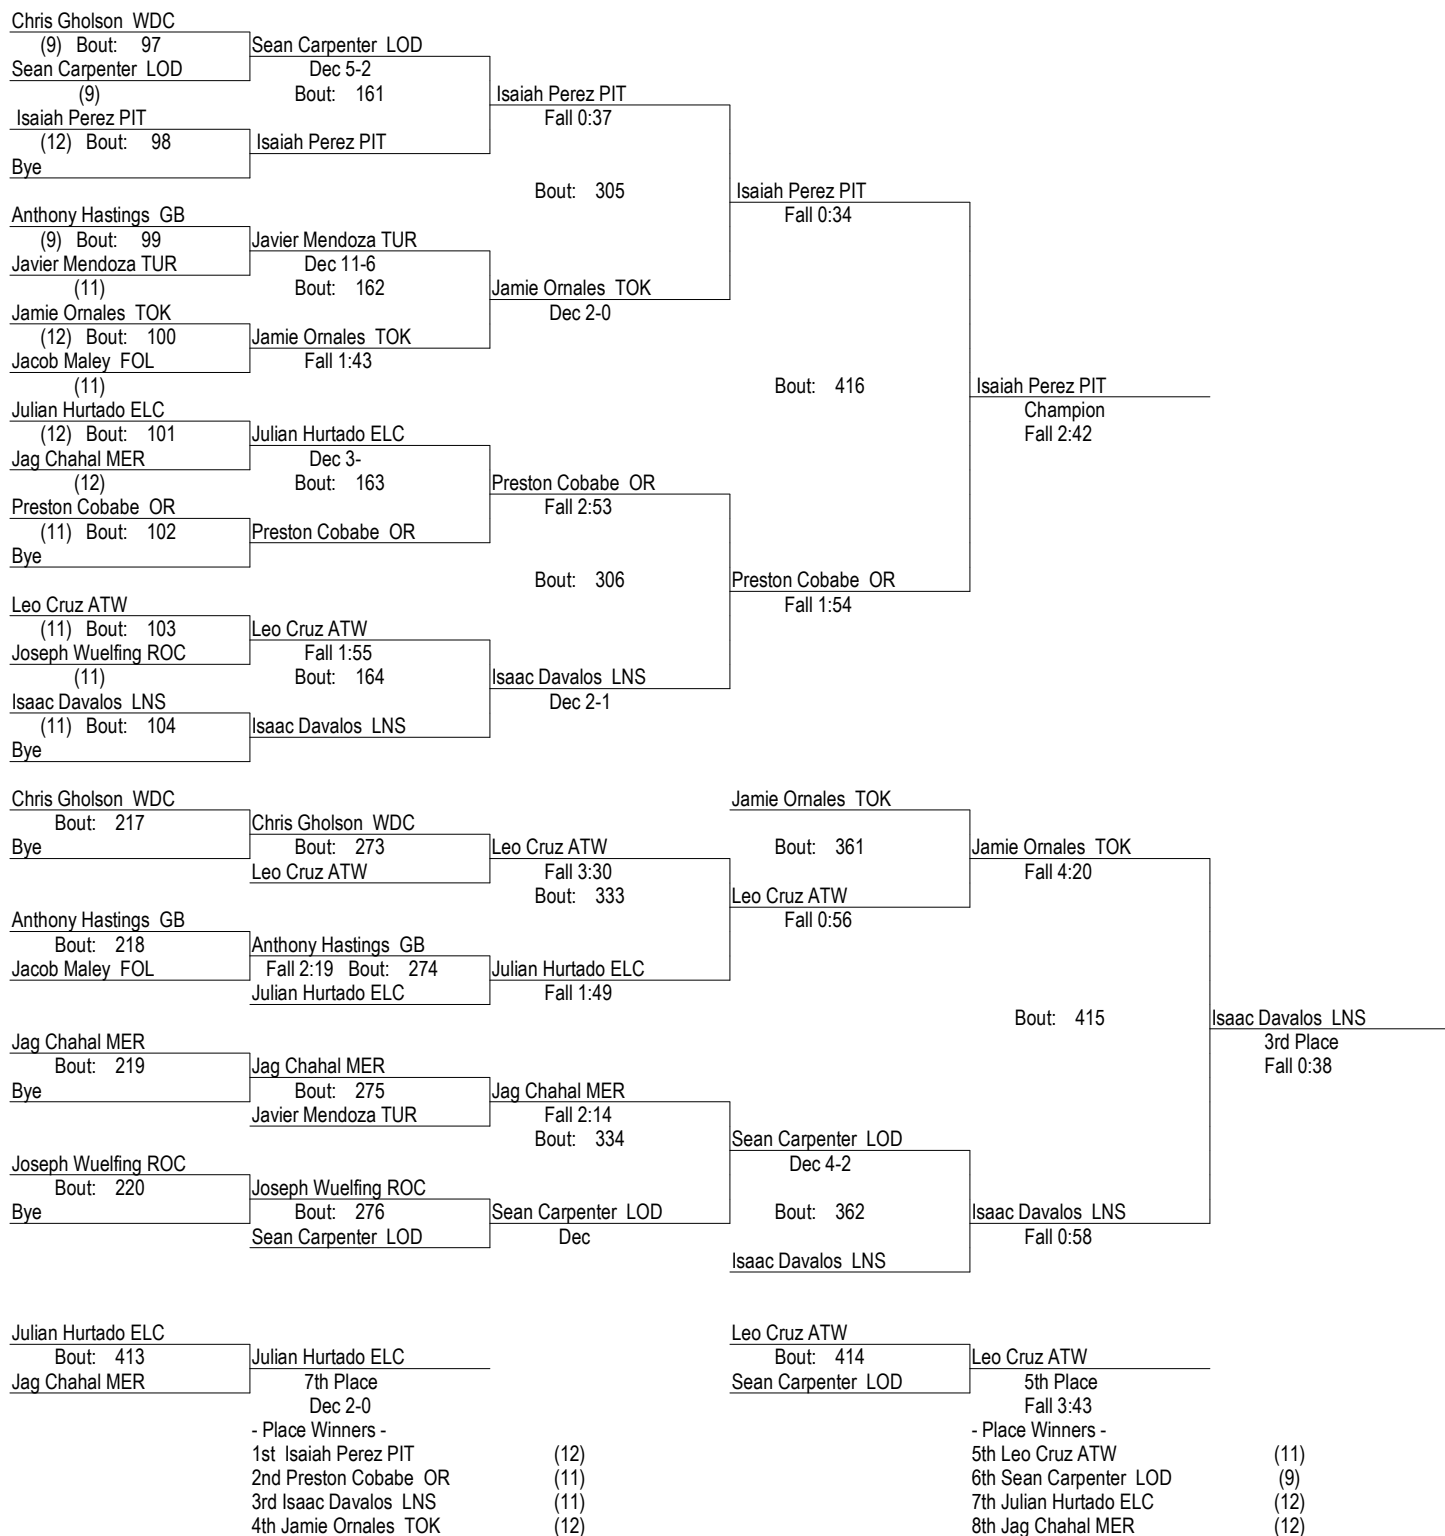 Chris Gholson WDC
(9) Bout: 97
Sean Carpenter LOD
Sean Carpenter LOD
Dec 5-2
(9)
Bout: 161
Isaiah Perez PIT
Isaiah Perez PIT
Fall 0:37
(12) Bout: 98
Isaiah Perez PIT
Bye
Bout: 305
Isaiah Perez PIT
Fall 0:34
Anthony Hastings GB
(9) Bout: 99
Javier Mendoza TUR
Javier Mendoza TUR
Dec 11-6
(11)
Bout: 162
Jamie Ornales TOK
Jamie Ornales TOK
Dec 2-0
(12) Bout: 100
Jamie Ornales TOK
Jacob Maley FOL
Fall 1:43
(11)
Bout: 416
Isaiah Perez PIT
Champion
Fall 2:42
Julian Hurtado ELC
(12) Bout: 101
Julian Hurtado ELC
Jag Chahal MER
Dec 3-
(12)
Bout: 163
Preston Cobabe OR
Preston Cobabe OR
Fall 2:53
(11) Bout: 102
Preston Cobabe OR
Bye
Bout: 306
Preston Cobabe OR
Fall 1:54
Leo Cruz ATW
(11) Bout: 103
Leo Cruz ATW
Joseph Wuelfing ROC
Fall 1:55
(11)
Bout: 164
Isaac Davalos LNS
Isaac Davalos LNS
Dec 2-1
(11) Bout: 104
Isaac Davalos LNS
Bye
Chris Gholson WDC
Bout: 217
Chris Gholson WDC
Bye
Bout: 273
Leo Cruz ATW
Leo Cruz ATW
Fall 3:30
Bout: 333
Jamie Ornales TOK
Bout: 361
Jamie Ornales TOK
Fall 4:20
Leo Cruz ATW
Fall 0:56
Anthony Hastings GB
Bout: 218
Anthony Hastings GB
Jacob Maley FOL
Fall 2:19 Bout: 274
Julian Hurtado ELC
Julian Hurtado ELC
Fall 1:49
Bout: 415
Isaac Davalos LNS
3rd Place
Fall 0:38
Jag Chahal MER
Bout: 219
Jag Chahal MER
Bye
Bout: 275
Jag Chahal MER
Javier Mendoza TUR
Fall 2:14
Bout: 334
Sean Carpenter LOD
Dec 4-2
Joseph Wuelfing ROC
Bout: 220
Joseph Wuelfing ROC
Bye
Bout: 276
Sean Carpenter LOD
Sean Carpenter LOD
Dec
Bout: 362
Isaac Davalos LNS
Fall 0:58
Isaac Davalos LNS
Julian Hurtado ELC
Bout: 413
Julian Hurtado ELC
Jag Chahal MER
7th Place
Dec 2-0
Leo Cruz ATW
Bout: 414
Leo Cruz ATW
Sean Carpenter LOD
5th Place
Fall 3:43
- Place Winners -
1st Isaiah Perez PIT (12)
2nd Preston Cobabe OR (11)
3rd Isaac Davalos LNS (11)
4th Jamie Ornales TOK (12)
- Place Winners -
5th Leo Cruz ATW (11)
6th Sean Carpenter LOD (9)
7th Julian Hurtado ELC (12)
8th Jag Chahal MER (12)